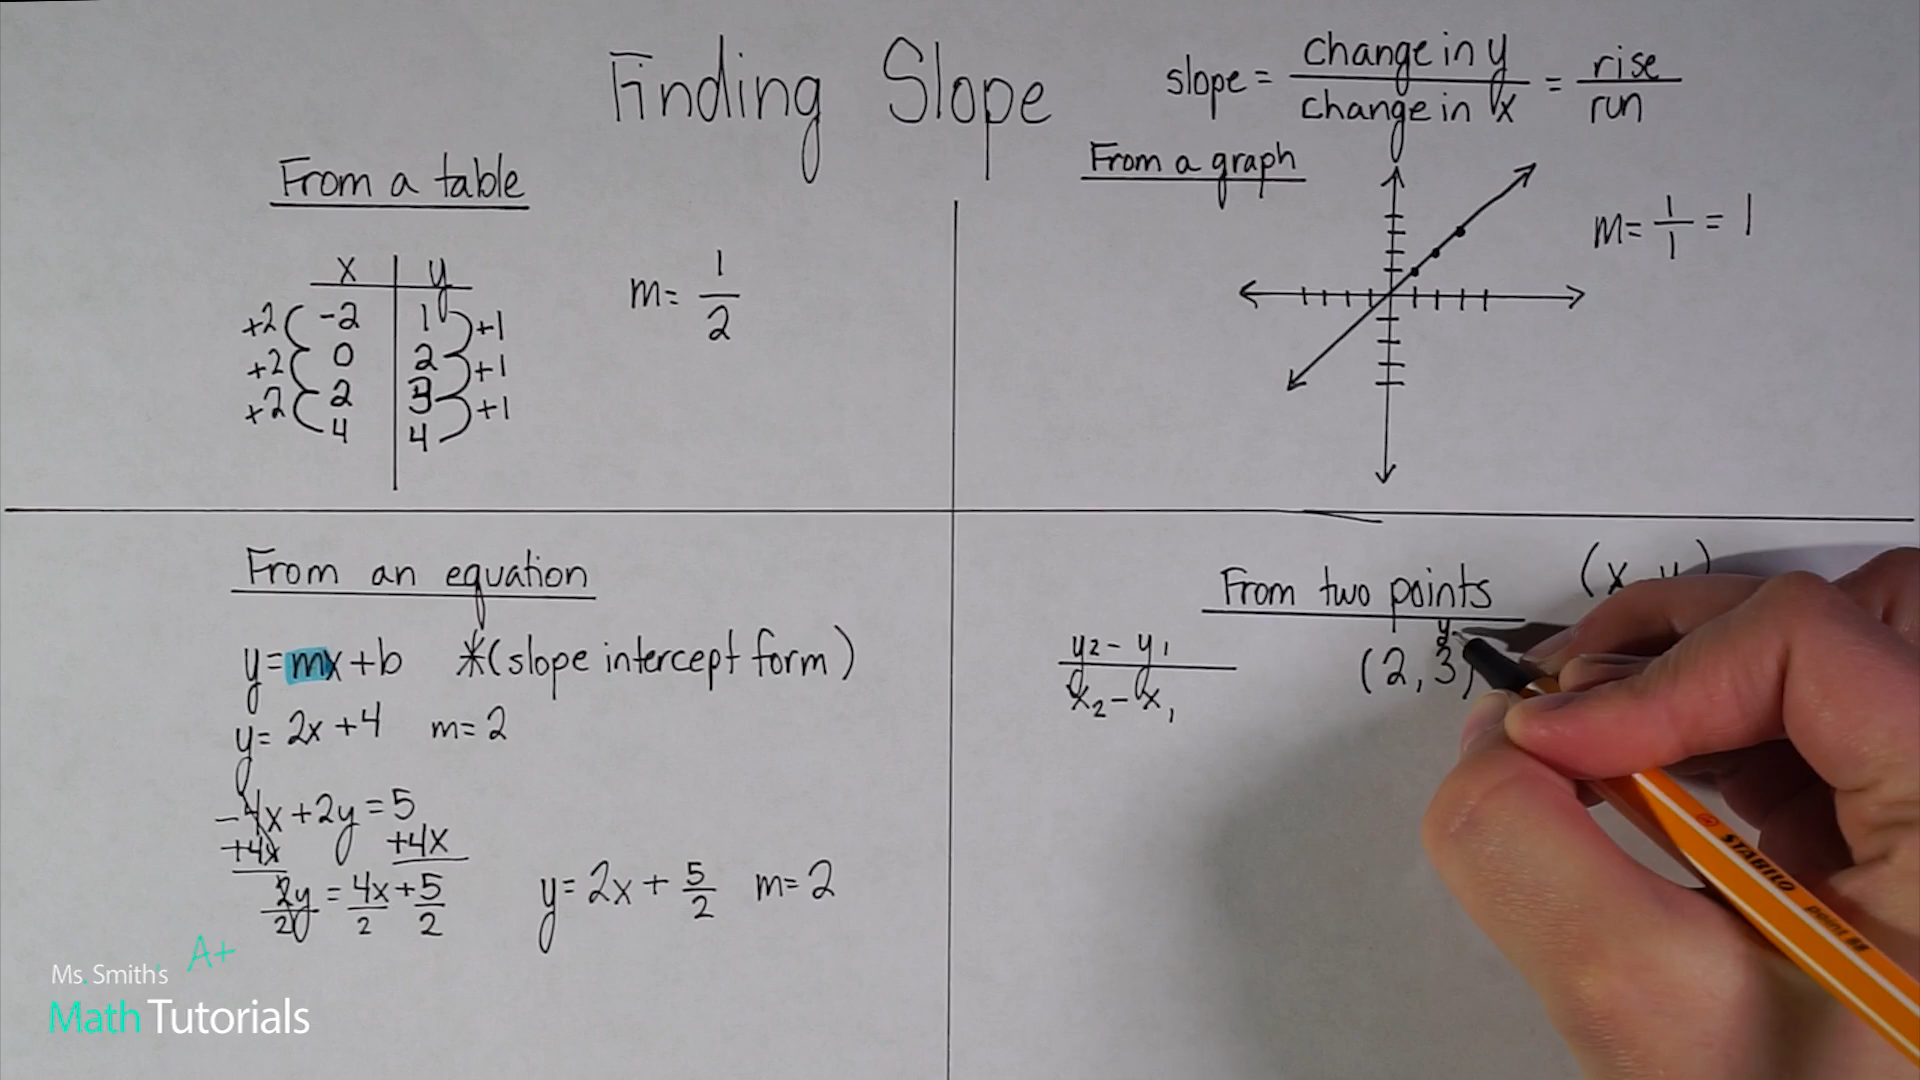 Finding Slope
slope = change in y / change in x = rise / run
From a table
x | y
+2 -2 | 1 +1
+2 0 | 2 +1
+2 2 | 3 +1
4 | 4
m = 1/2
From a graph
m = 1/1 = 1
From an equation
y = mx + b *(slope intercept form)
y = 2x + 4 m = 2
-4x + 2y = 5
+4x +4x
2y/2 = 4x/2 + 5/2
y = 2x + 5/2 m = 2
From two points (x y)
y
y2 - y1
x2 - x1
(2, 3)
STABILO
point 88
Ms. Smith's A+
Math Tutorials